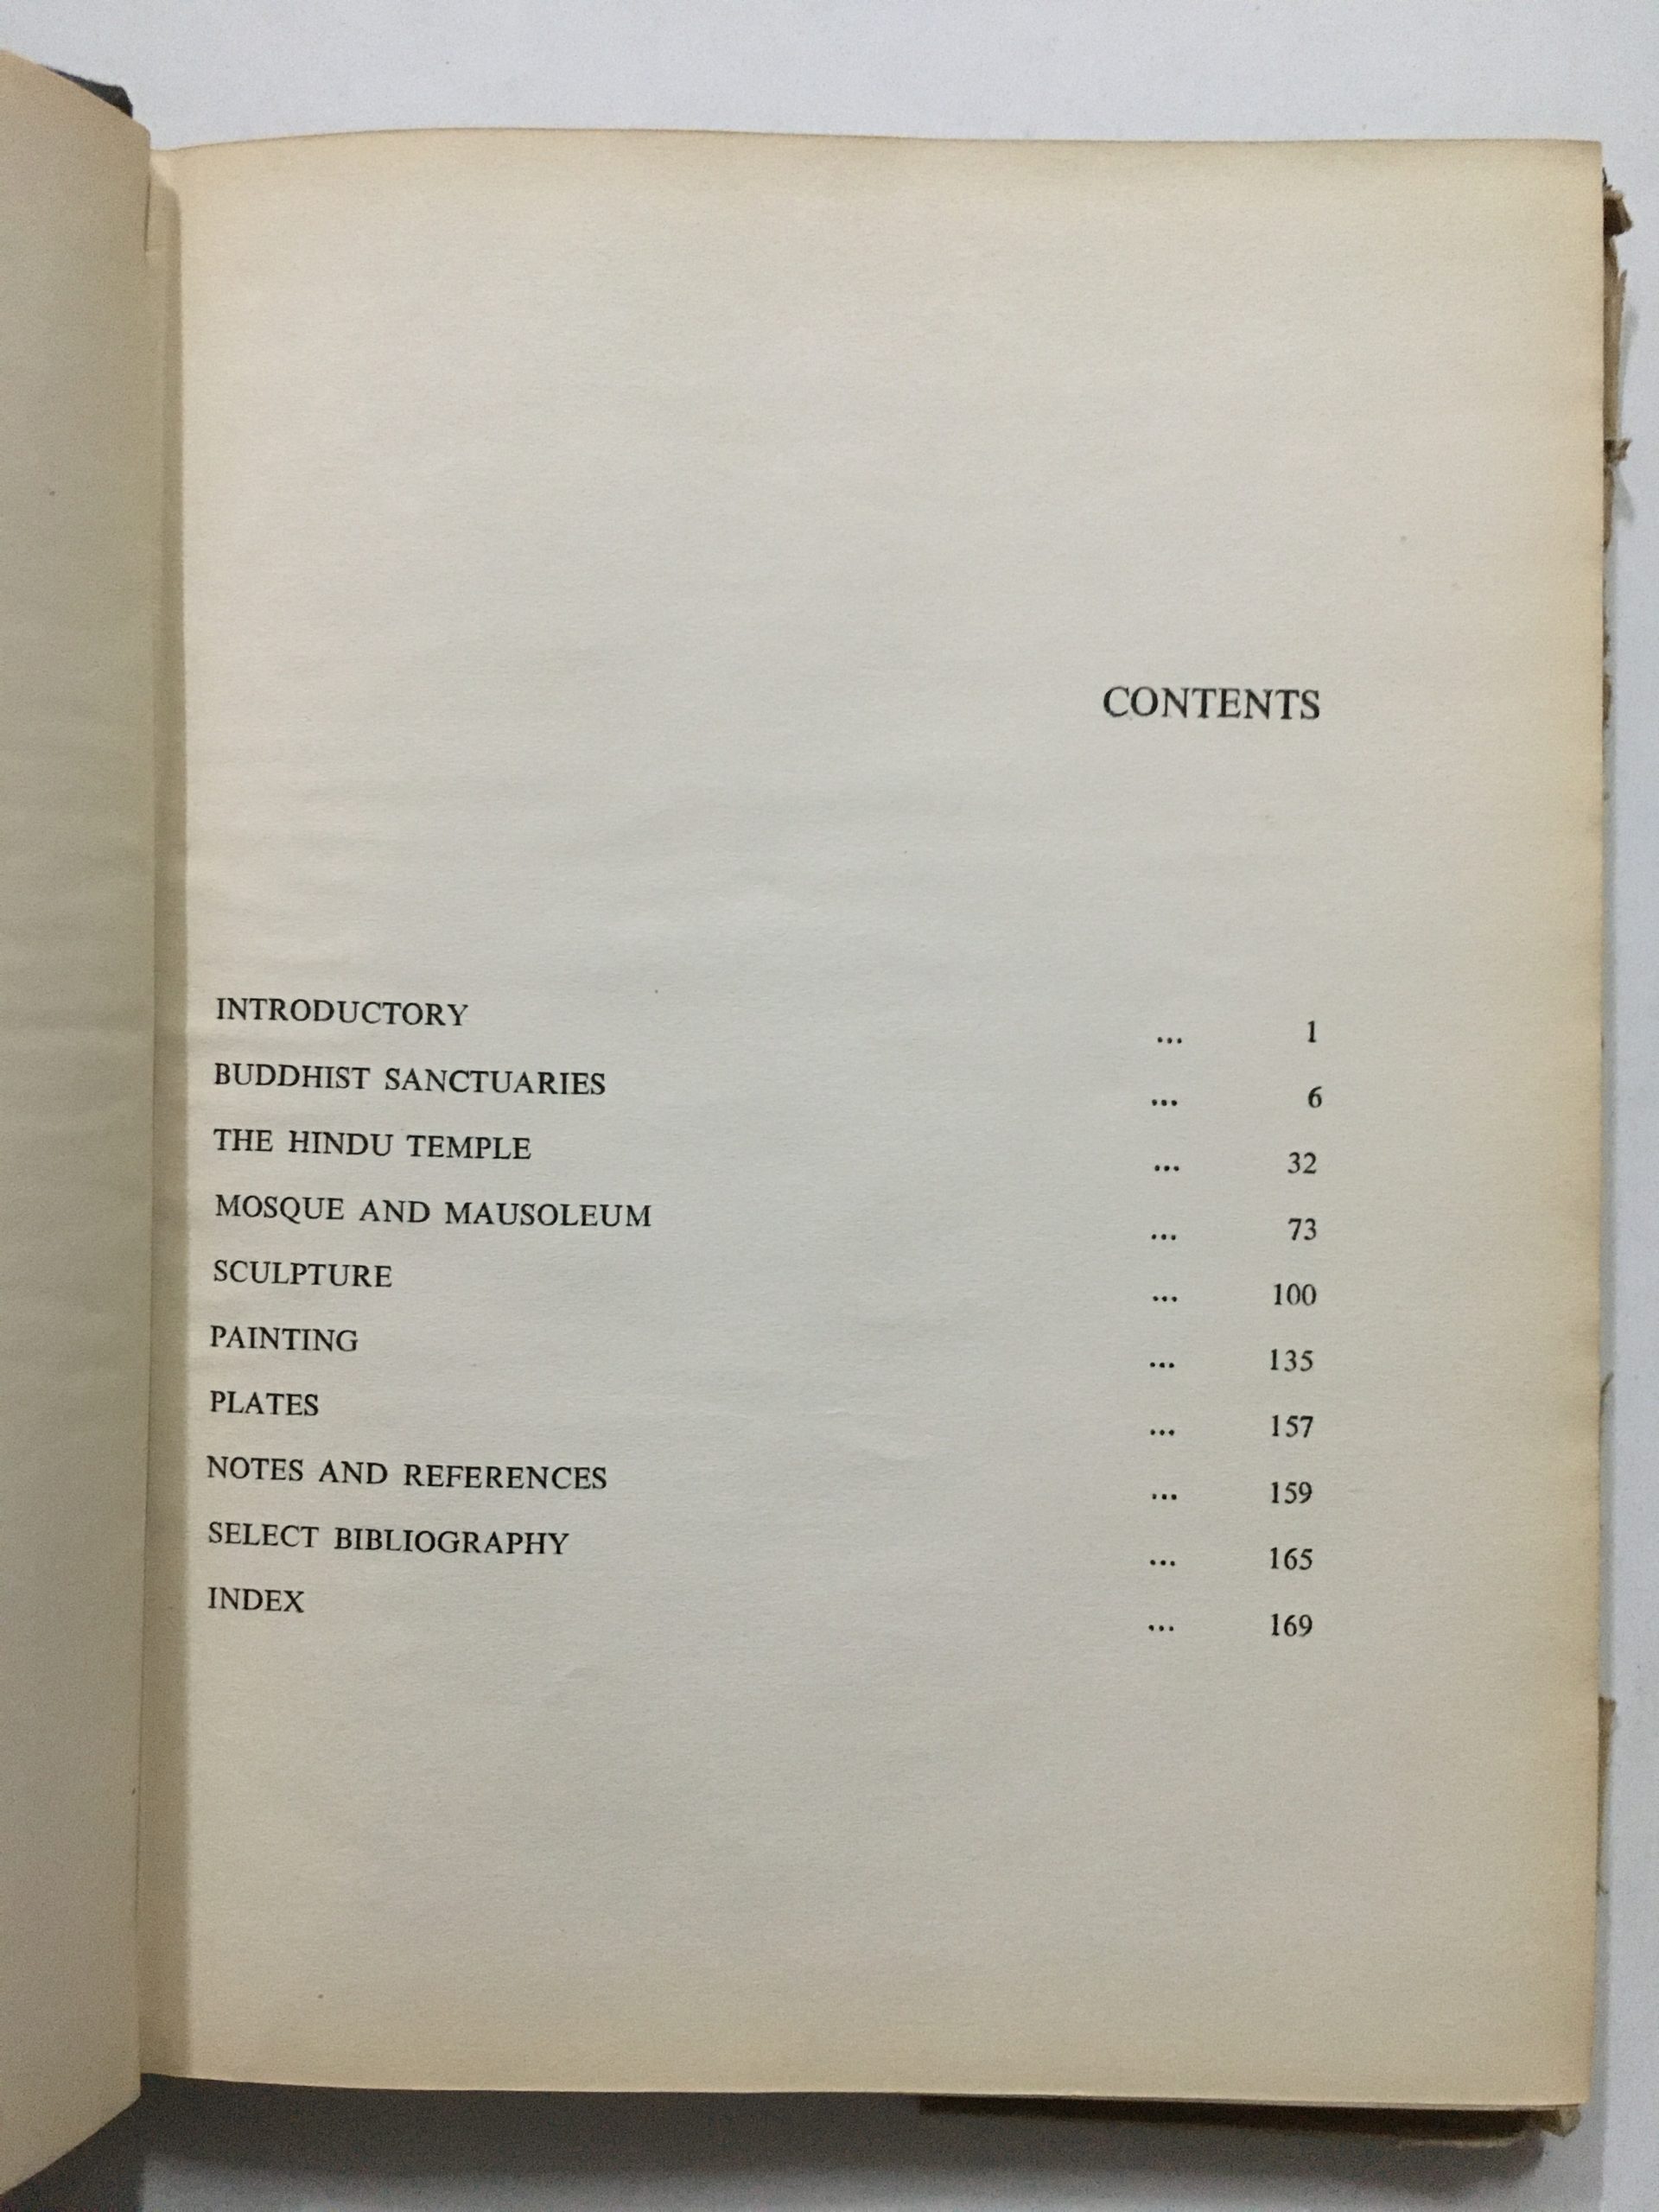 CONTENTS
INTRODUCTORY ... 1
BUDDHIST SANCTUARIES ... 6
THE HINDU TEMPLE ... 32
MOSQUE AND MAUSOLEUM ... 73
SCULPTURE ... 100
PAINTING ... 135
PLATES ... 157
NOTES AND REFERENCES ... 159
SELECT BIBLIOGRAPHY ... 165
INDEX ... 169